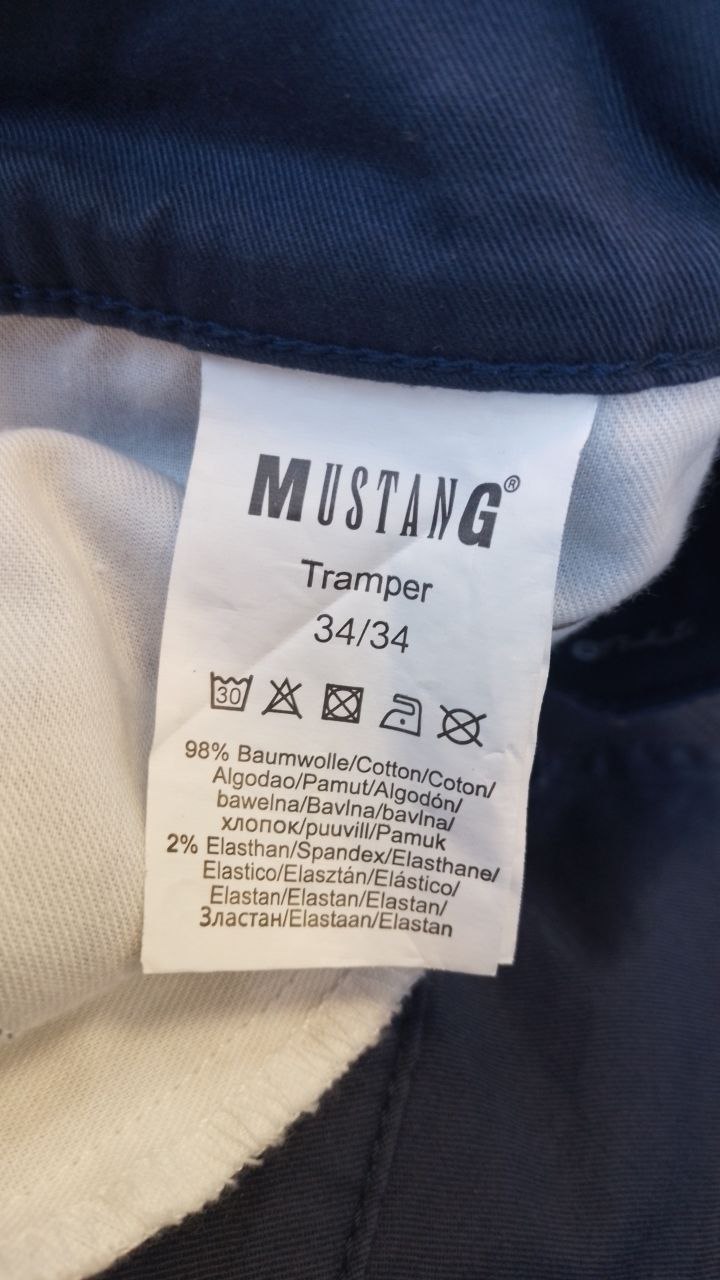 MUSTANG®
Tramper
34/34
30
98% Baumwolle/Cotton/Coton/
Algodao/Pamut/Algodón/
bawelna/Bavlna/bavlna/
хлопок/puuvill/Pamuk
2% Elasthan/Spandex/Elasthane/
Elastico/Elasztán/Elástico/
Elastan/Elastan/Elastan/
Зластан/Elastaan/Elastan